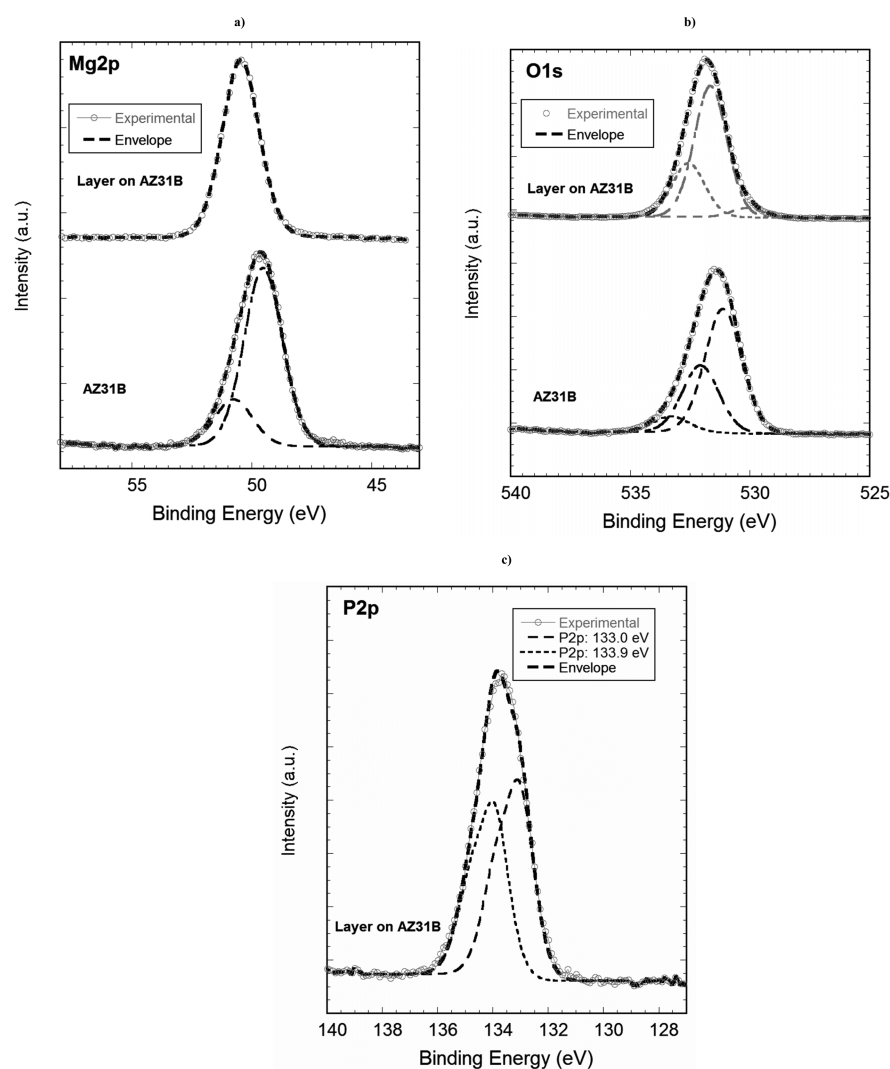 a)
Mg2p
Experimental
Envelope
Layer on AZ31B
AZ31B
Intensity (a.u.)
55
50
45
Binding Energy (eV)
b)
O1s
Experimental
Envelope
Layer on AZ31B
AZ31B
Intensity (a.u.)
540
535
530
525
Binding Energy (eV)
c)
P2p
Experimental
P2p: 133.0 eV
P2p: 133.9 eV
Envelope
Layer on AZ31B
Intensity (a.u.)
140
138
136
134
132
130
128
Binding Energy (eV)